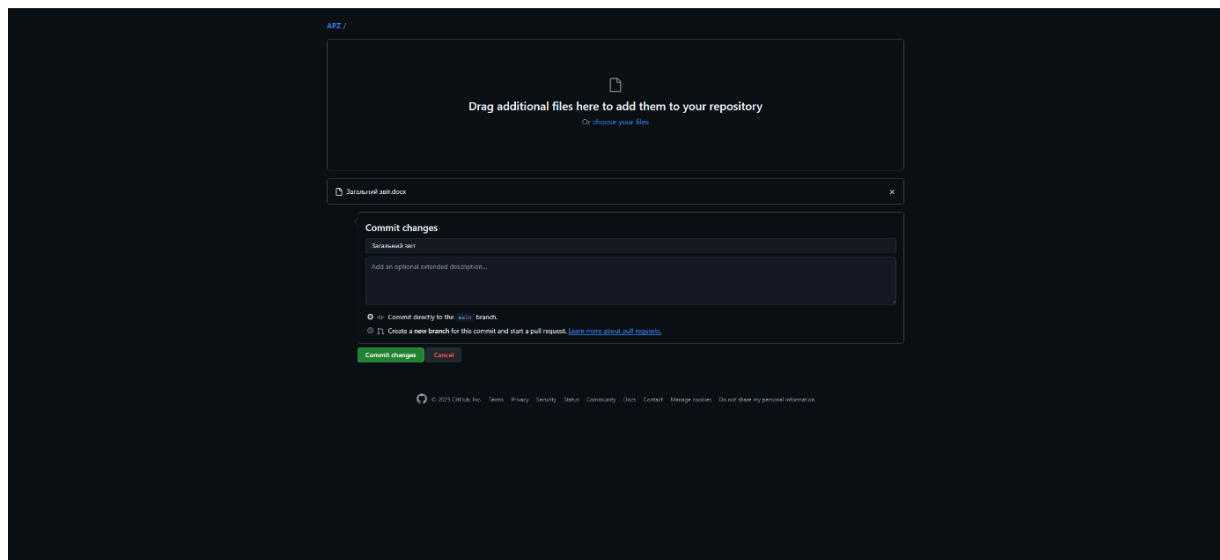 APZ /
Drag additional files here to add them to your repository
Or choose your files
Загальний звіт.docx
Commit changes
Загальний звіт
Add an optional extended description...
Commit directly to the main branch.
Create a new branch for this commit and start a pull request. Learn more about pull requests.
Commit changes Cancel
© 2025 GitHub, Inc. Terms Privacy Security Status Community Docs Contact Manage cookies Do not share my personal information